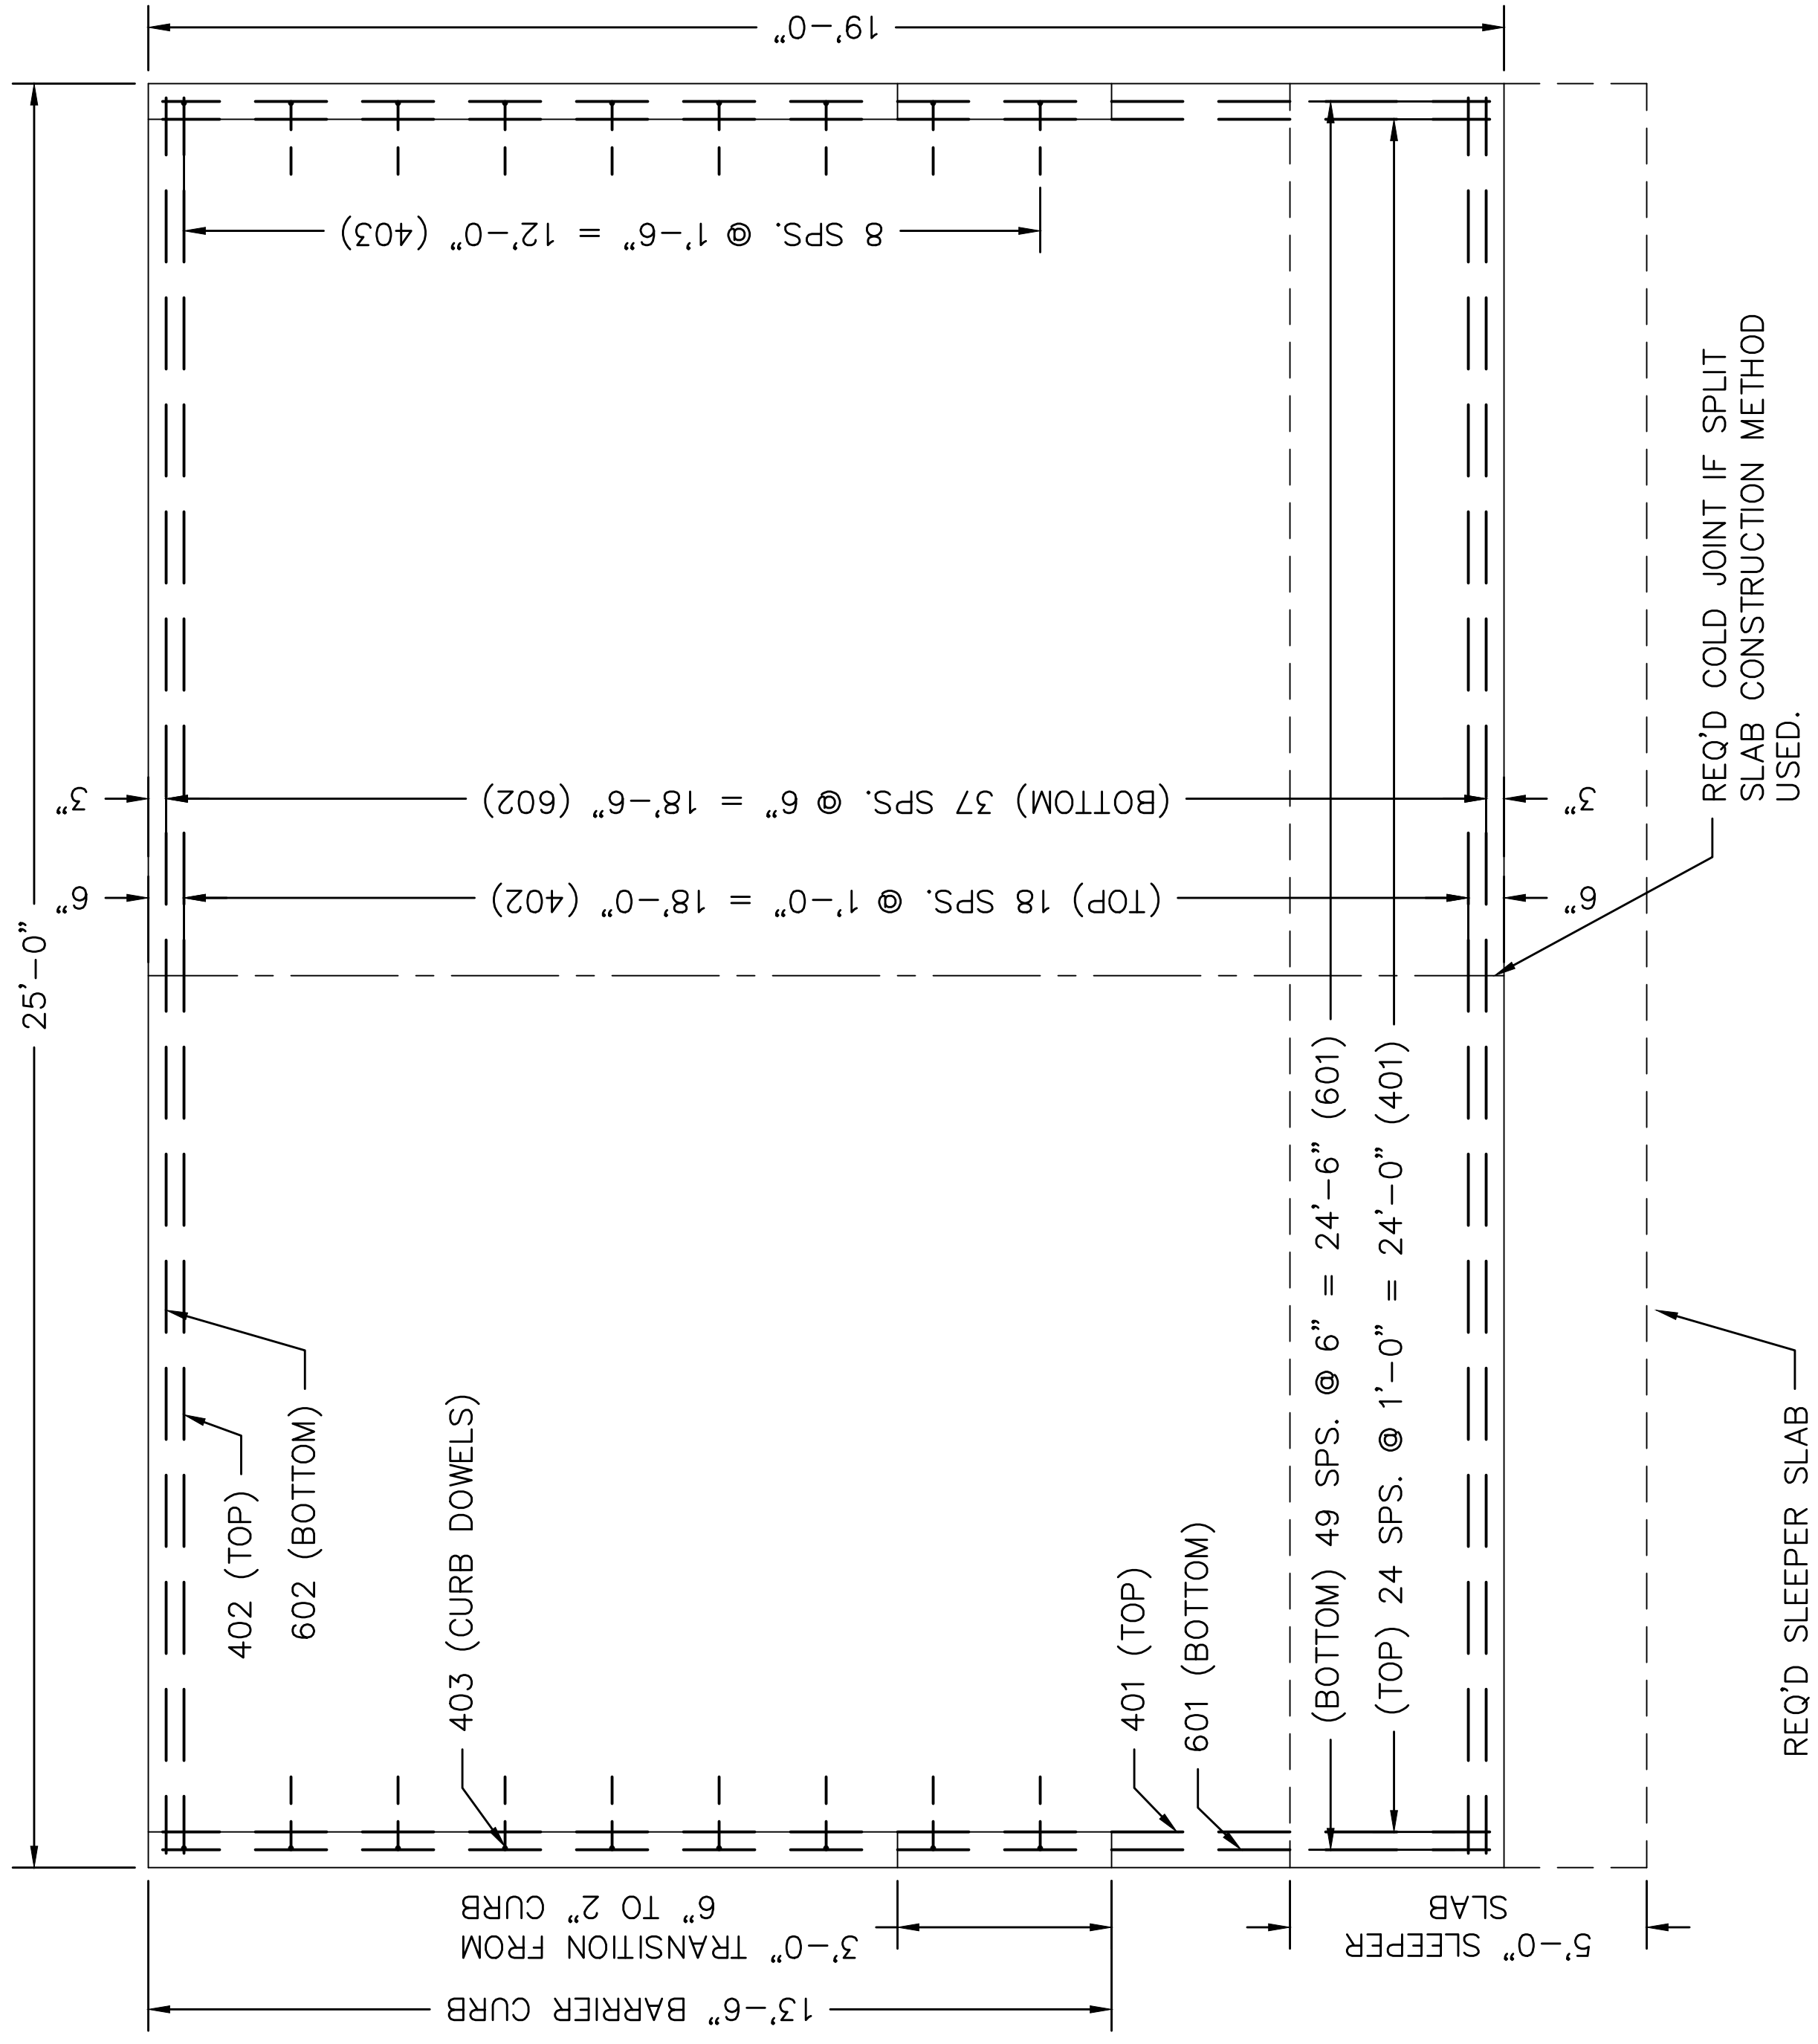 19'-0"
25'-0"
8 SPS. @ 1'-6" = 12'-0" (403)
3"
(BOTTOM) 37 SPS. @ 6" = 18'-6" (602)
3"
6"
(TOP) 18 SPS. @ 1'-0" = 18'-0" (402)
6"
REQ'D COLD JOINT IF SPLIT
SLAB CONSTRUCTION METHOD
USED.
402 (TOP)
602 (BOTTOM)
403 (CURB DOWELS)
401 (TOP)
601 (BOTTOM)
(BOTTOM) 49 SPS. @ 6" = 24'-6" (601)
(TOP) 24 SPS. @ 1'-0" = 24'-0" (401)
REQ'D SLEEPER SLAB
3'-0" TRANSITION FROM
6" TO 2" CURB
5'-0" SLEEPER
SLAB
13'-6" BARRIER CURB